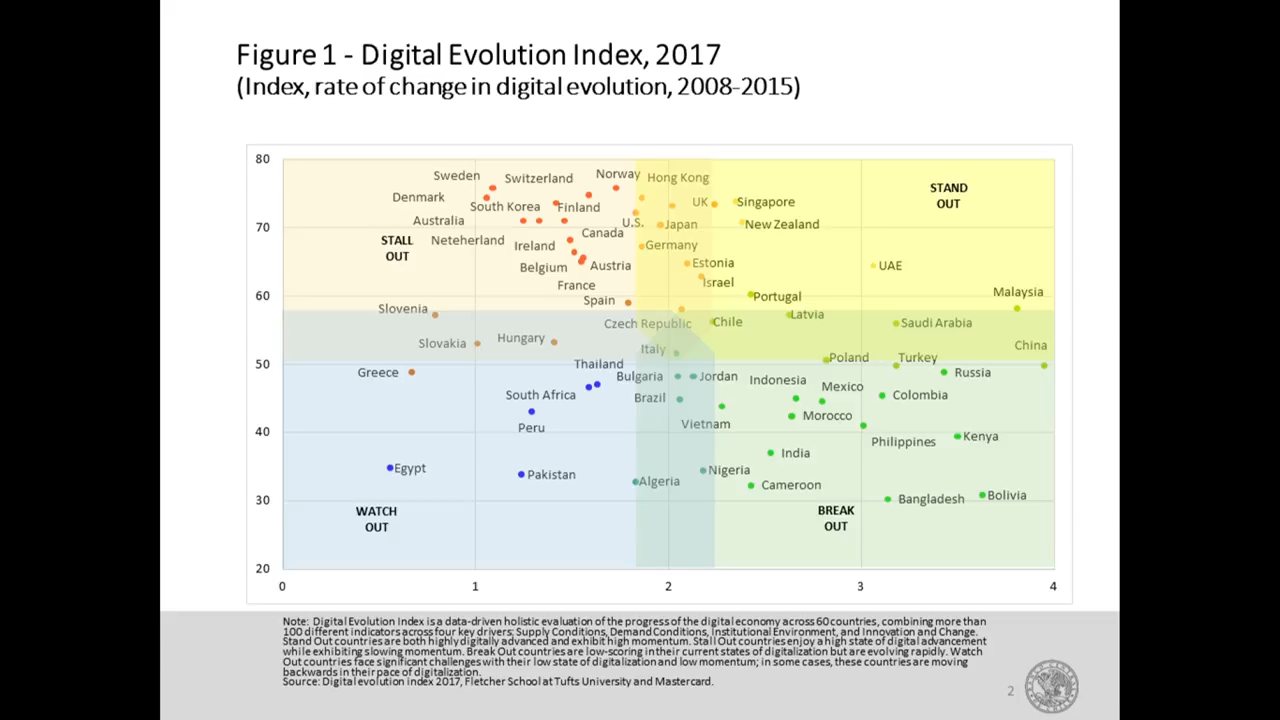 Figure 1 - Digital Evolution Index, 2017
(Index, rate of change in digital evolution, 2008-2015)
80
70
60
50
40
30
20
0
1
2
3
4
STALL
OUT
STAND
OUT
WATCH
OUT
BREAK
OUT
Sweden
Switzerland
Norway
Hong Kong
Denmark
South Korea
Finland
UK
Singapore
Australia
U.S.
Japan
New Zealand
Neteherland
Ireland
Canada
Germany
Belgium
Austria
Estonia
UAE
France
Israel
Spain
Portugal
Malaysia
Slovenia
Czech Republic
Chile
Latvia
Saudi Arabia
Slovakia
Hungary
Italy
Poland
Turkey
China
Greece
Thailand
Bulgaria
Jordan
Indonesia
Mexico
Russia
South Africa
Brazil
Colombia
Peru
Vietnam
Morocco
Philippines
Kenya
Egypt
Pakistan
Algeria
Nigeria
India
Cameroon
Bangladesh
Bolivia
Note: Digital Evolution Index is a data-driven holistic evaluation of the progress of the digital economy across 60 countries, combining more than
100 different indicators across four key drivers: Supply Conditions, Demand Conditions, Institutional Environment, and Innovation and Change.
Stand Out countries are both highly digitally advanced and exhibit high momentum. Stall Out countries enjoy a high state of digital advancement
while exhibiting slowing momentum. Break Out countries are low-scoring in their current states of digitalization but are evolving rapidly. Watch
Out countries face significant challenges with their low state of digitalization and low momentum; in some cases, these countries are moving
backwards in their pace of digitalization.
Source: Digital evolution index 2017, Fletcher School at Tufts University and Mastercard.
2